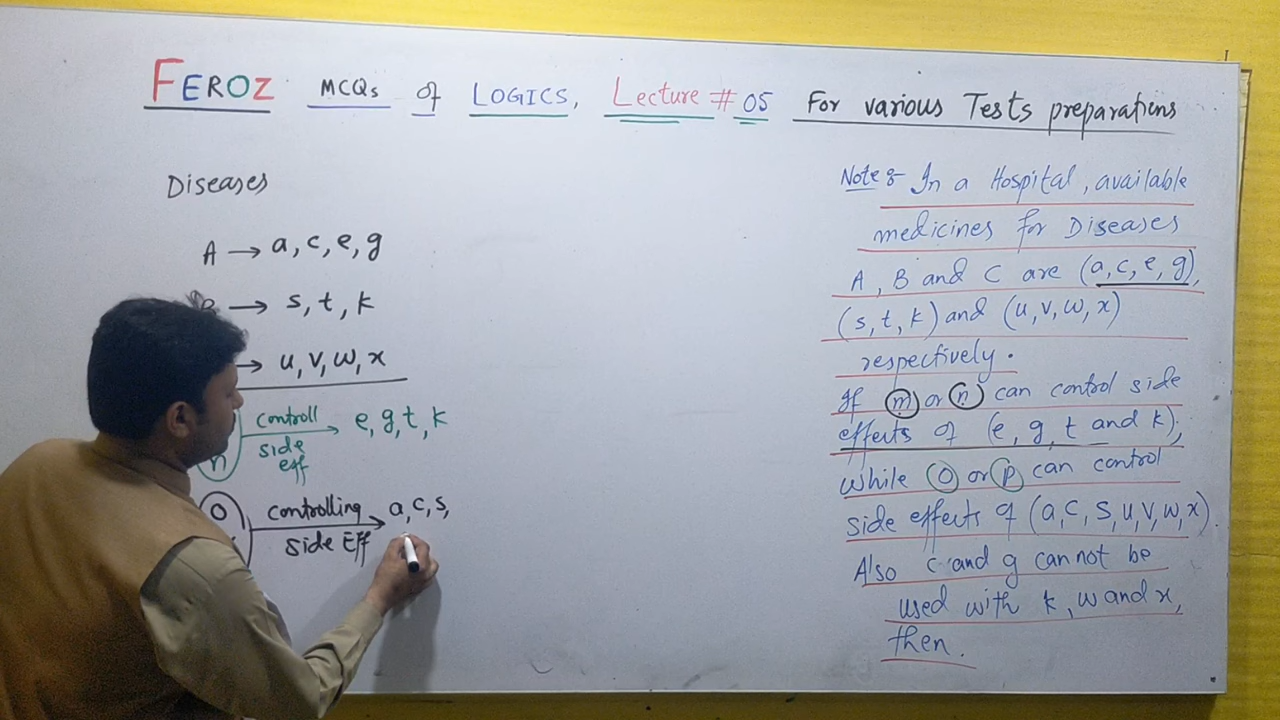 FEROZ MCQs of LOGICS, Lecture # 05 For various Tests preparations
Diseases
A → a, c, e, g
→ s, t, k
→ u, v, w, x
n controll side eff → e, g, t, k
O controlling Side Eff → a, c, s,
Note:- In a Hospital, available
medicines for Diseases
A, B and C are (a, c, e, g),
(s, t, k) and (u, v, w, x)
respectively.
If m or n can control side
effects of (e, g, t and k),
while O or P can control
side effects of (a, c, s, u, v, w, x).
Also c and g cannot be
used with k, w and x,
then.